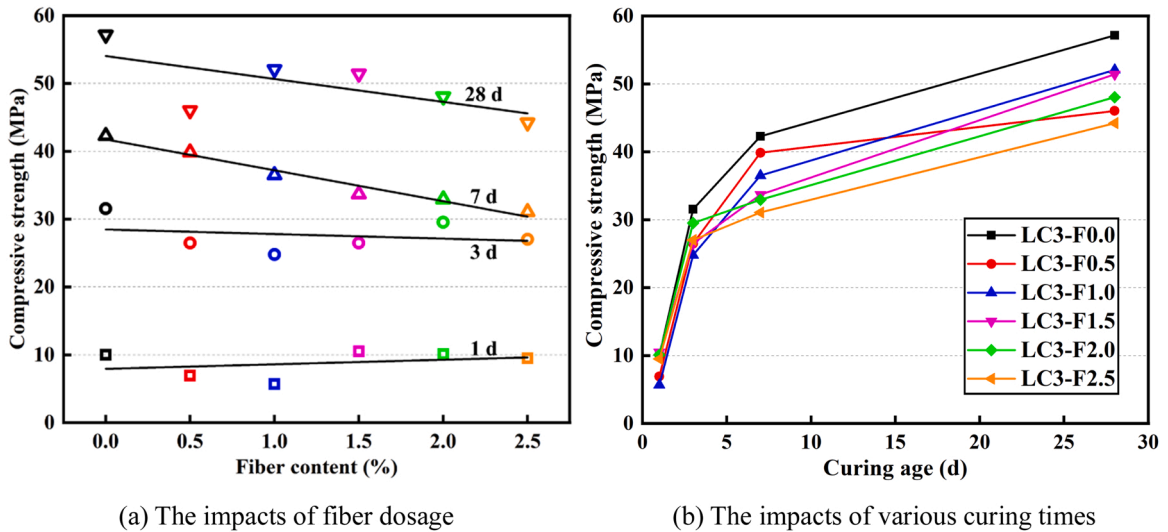 60
50
40
30
20
10
0
Compressive strength (MPa)
28 d
7 d
3 d
1 d
0.0 0.5 1.0 1.5 2.0 2.5
Fiber content (%)
(a) The impacts of fiber dosage
60
50
40
30
20
10
0
Compressive strength (MPa)
LC3-F0.0
LC3-F0.5
LC3-F1.0
LC3-F1.5
LC3-F2.0
LC3-F2.5
0 5 10 15 20 25 30
Curing age (d)
(b) The impacts of various curing times